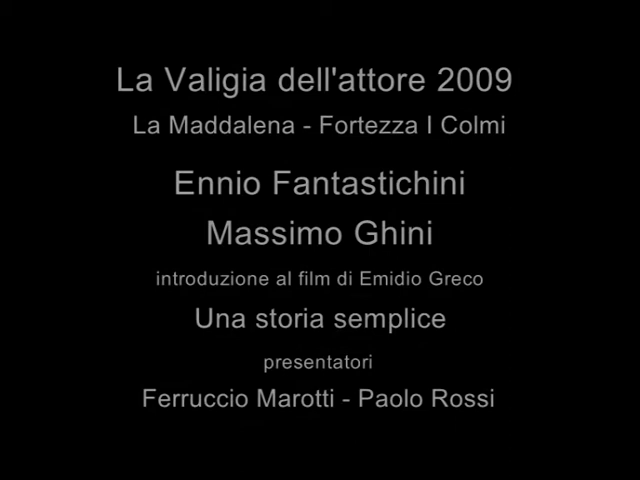 La Valigia dell'attore 2009
La Maddalena - Fortezza I Colmi
Ennio Fantastichini
Massimo Ghini
introduzione al film di Emidio Greco
Una storia semplice
presentatori
Ferruccio Marotti - Paolo Rossi